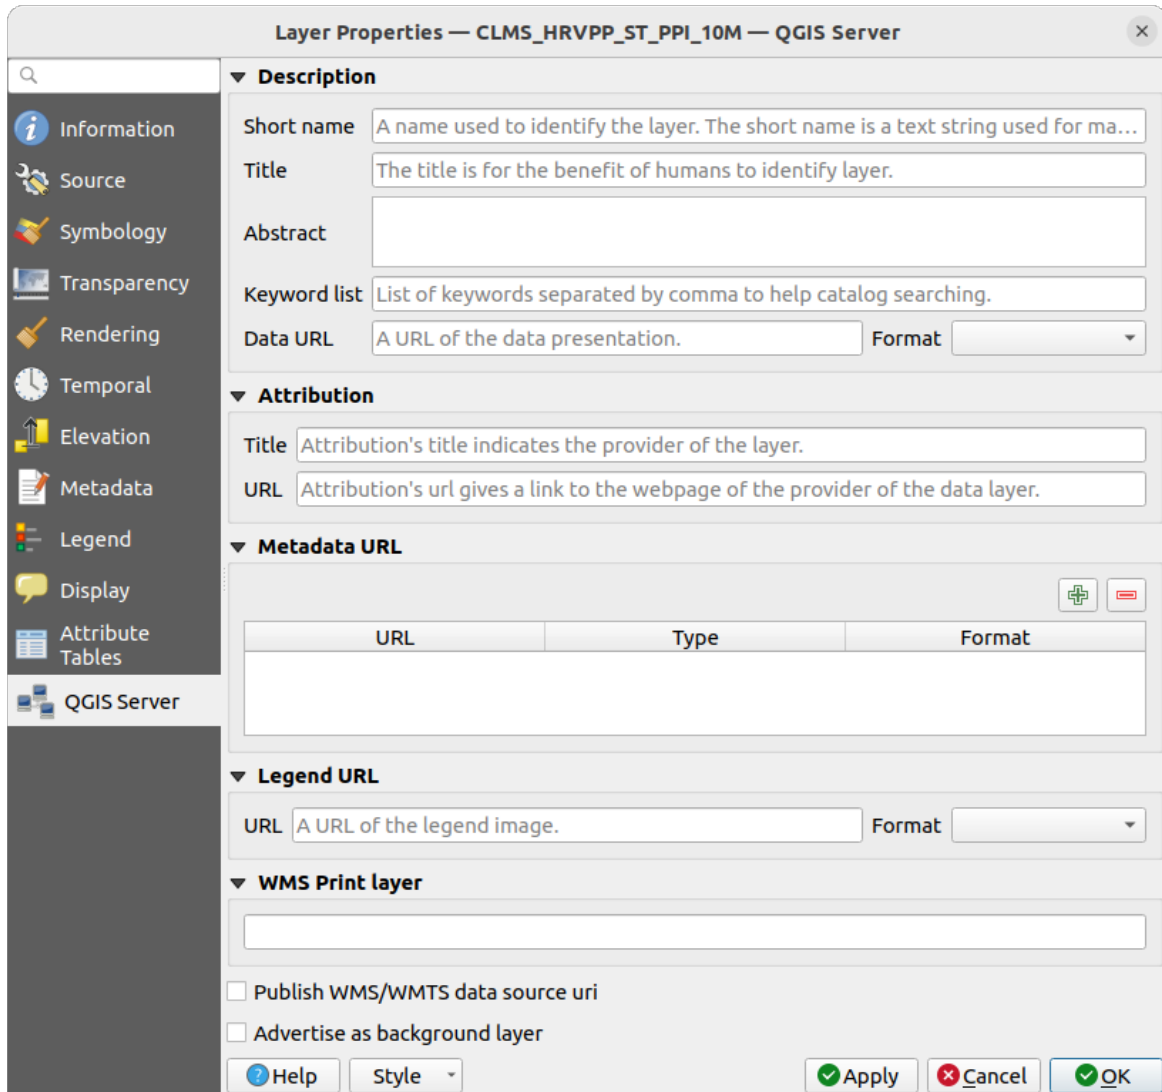 Layer Properties — CLMS_HRVPP_ST_PPI_10M — QGIS Server
Information
Source
Symbology
Transparency
Rendering
Temporal
Elevation
Metadata
Legend
Display
Attribute
Tables
QGIS Server
Description
Short name A name used to identify the layer. The short name is a text string used for ma...
Title The title is for the benefit of humans to identify layer.
Abstract
Keyword list List of keywords separated by comma to help catalog searching.
Data URL A URL of the data presentation. Format
Attribution
Title Attribution's title indicates the provider of the layer.
URL Attribution's url gives a link to the webpage of the provider of the data layer.
Metadata URL
URL Type Format
Legend URL
URL A URL of the legend image. Format
WMS Print layer
Publish WMS/WMTS data source uri
Advertise as background layer
Help Style Apply Cancel OK